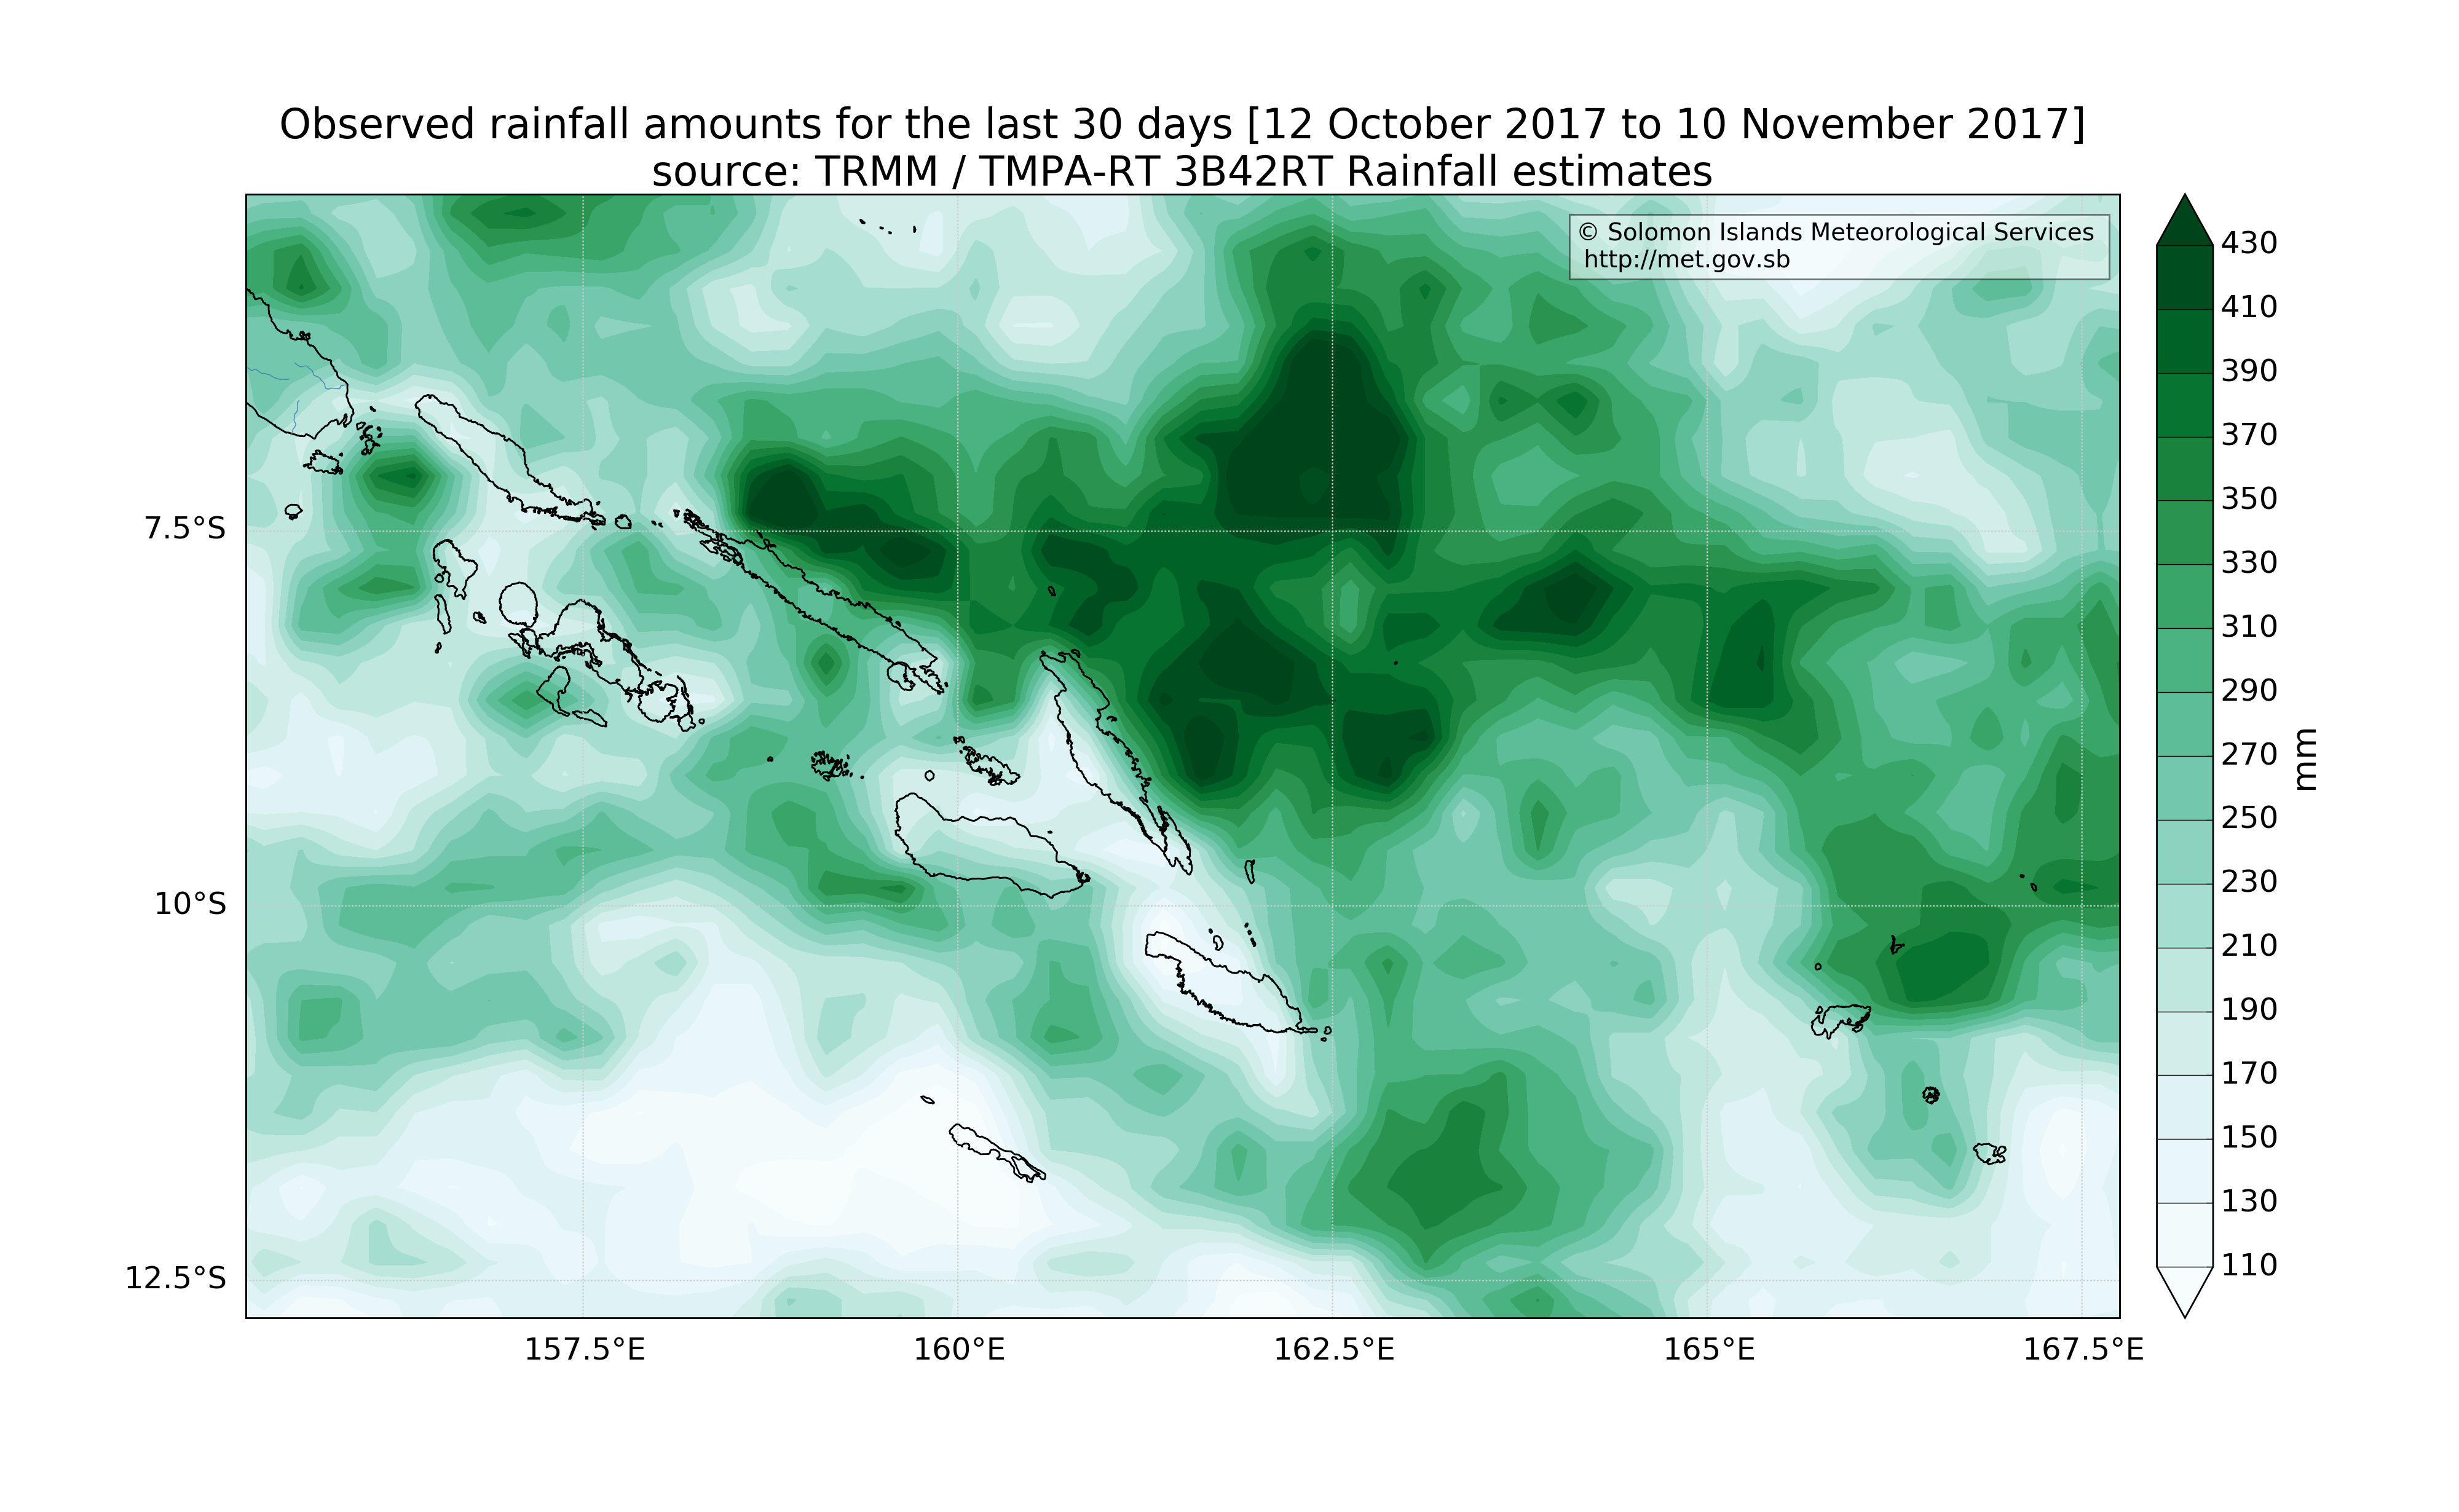 Observed rainfall amounts for the last 30 days [12 October 2017 to 10 November 2017]
source: TRMM / TMPA-RT 3B42RT Rainfall estimates
© Solomon Islands Meteorological Services
http://met.gov.sb
7.5°S
10°S
12.5°S
157.5°E
160°E
162.5°E
165°E
167.5°E
430
410
390
370
350
330
310
290
270
250
230
210
190
170
150
130
110
mm